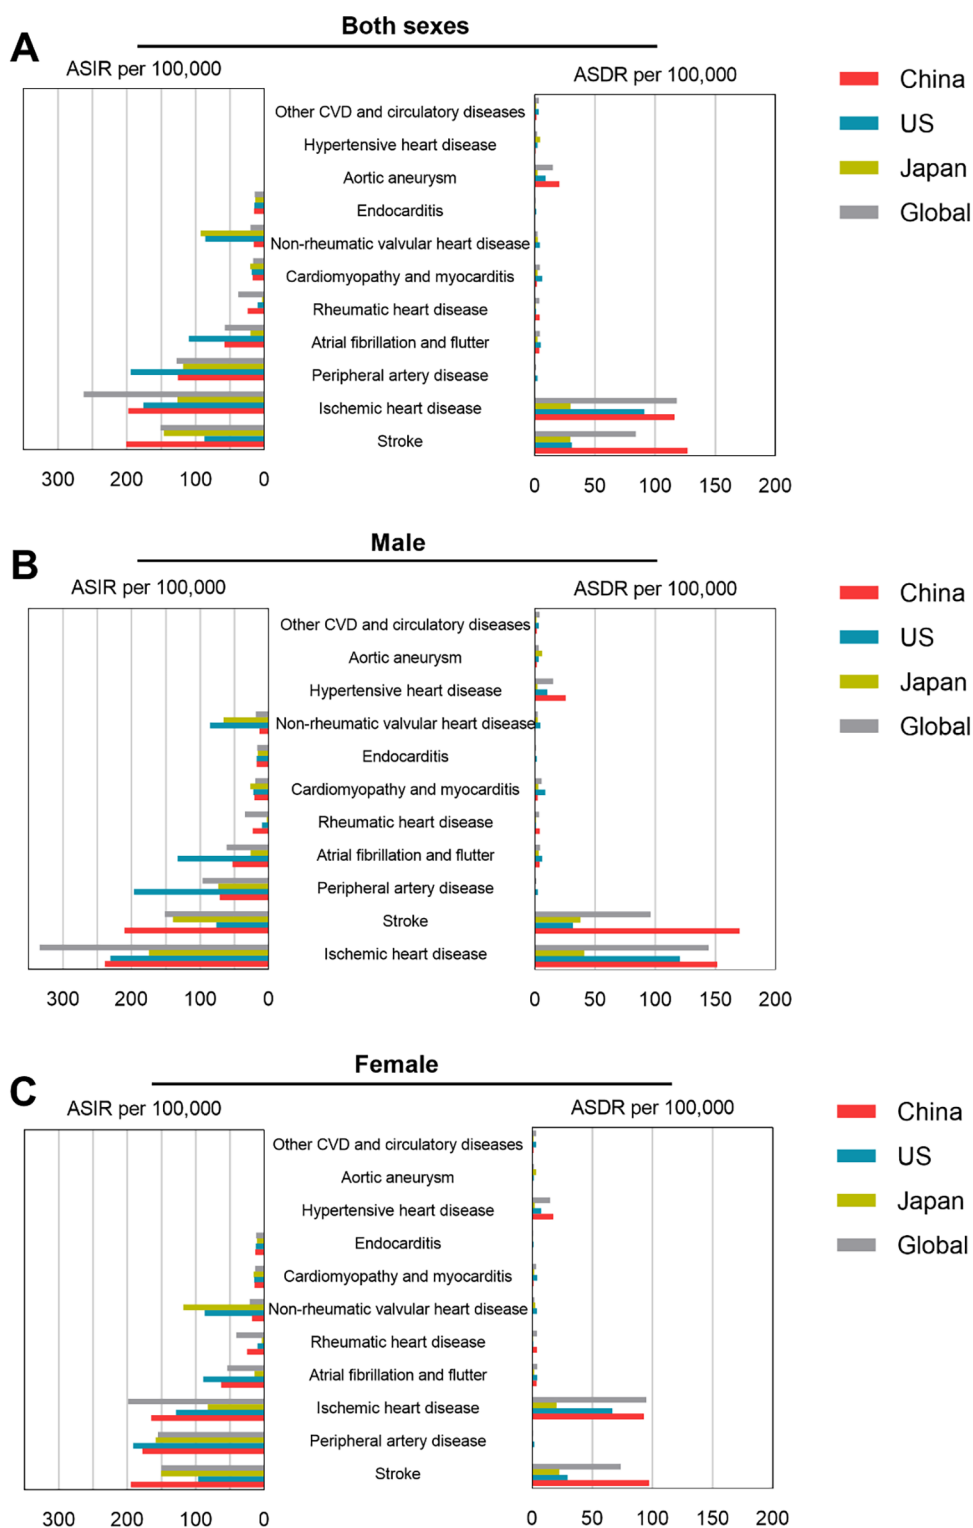 A
Both sexes
ASIR per 100,000
ASDR per 100,000
China
US
Japan
Global
Other CVD and circulatory diseases
Hypertensive heart disease
Aortic aneurysm
Endocarditis
Non-rheumatic valvular heart disease
Cardiomyopathy and myocarditis
Rheumatic heart disease
Atrial fibrillation and flutter
Peripheral artery disease
Ischemic heart disease
Stroke
300 200 100 0
0 50 100 150 200
B
Male
ASIR per 100,000
ASDR per 100,000
China
US
Japan
Global
Other CVD and circulatory diseases
Aortic aneurysm
Hypertensive heart disease
Non-rheumatic valvular heart disease
Endocarditis
Cardiomyopathy and myocarditis
Rheumatic heart disease
Atrial fibrillation and flutter
Peripheral artery disease
Stroke
Ischemic heart disease
300 200 100 0
0 50 100 150 200
C
Female
ASIR per 100,000
ASDR per 100,000
China
US
Japan
Global
Other CVD and circulatory diseases
Aortic aneurysm
Hypertensive heart disease
Endocarditis
Cardiomyopathy and myocarditis
Non-rheumatic valvular heart disease
Rheumatic heart disease
Atrial fibrillation and flutter
Ischemic heart disease
Peripheral artery disease
Stroke
300 200 100 0
0 50 100 150 200